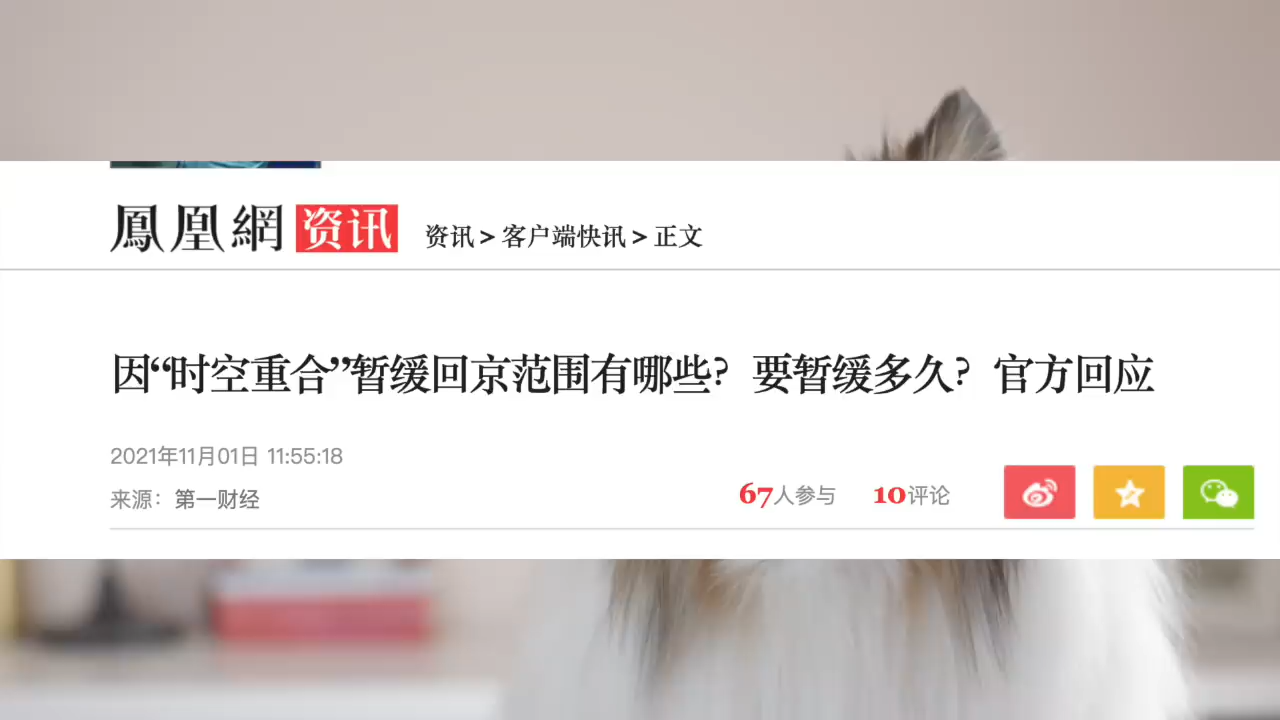 鳳凰網 资讯 资讯 > 客户端快讯 > 正文
因“时空重合”暂缓回京范围有哪些？要暂缓多久？官方回应
2021年11月01日 11:55:18
来源：第一财经
67人参与 10评论